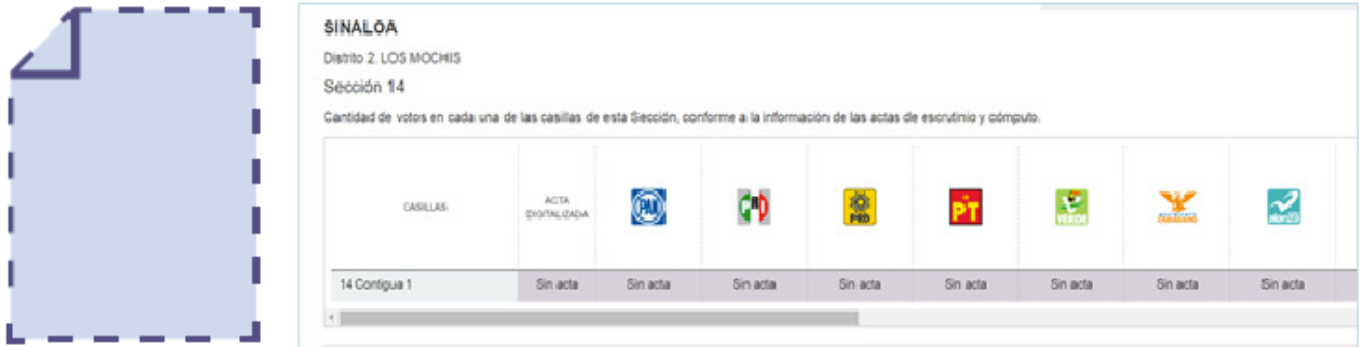 SINALOA
Distrito 2. LOS MOCHIS
Sección 14
Cantidad de votos en cada una de las casillas de esta Sección, conforme a la información de las actas de escrutinio y cómputo.
CASILLAS ACTA DIGITALIZADA PAN PRD PT VERDE CIUDADANO
14 Contigua 1 Sin acta Sin acta Sin acta Sin acta Sin acta Sin acta Sin acta Sin acta